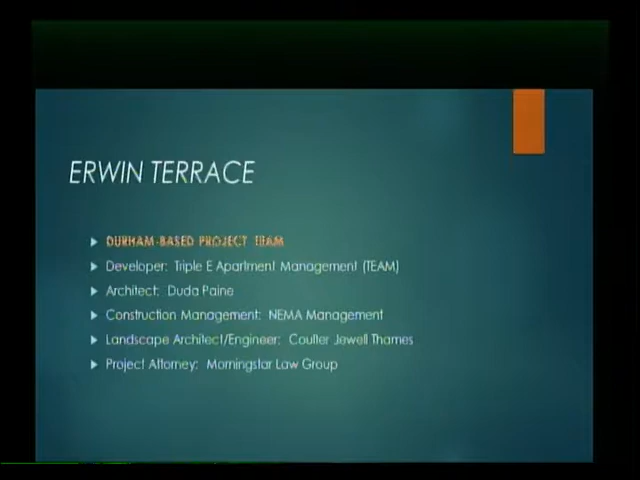 ERWIN TERRACE
DURHAM-BASED PROJECT TEAM
Developer: Triple E Apartment Management (TEAM)
Architect: Duda Paine
Construction Management: NEMA Management
Landscape Architect/Engineer: Coulter Jewell Thames
Project Attorney: Morningstar Law Group